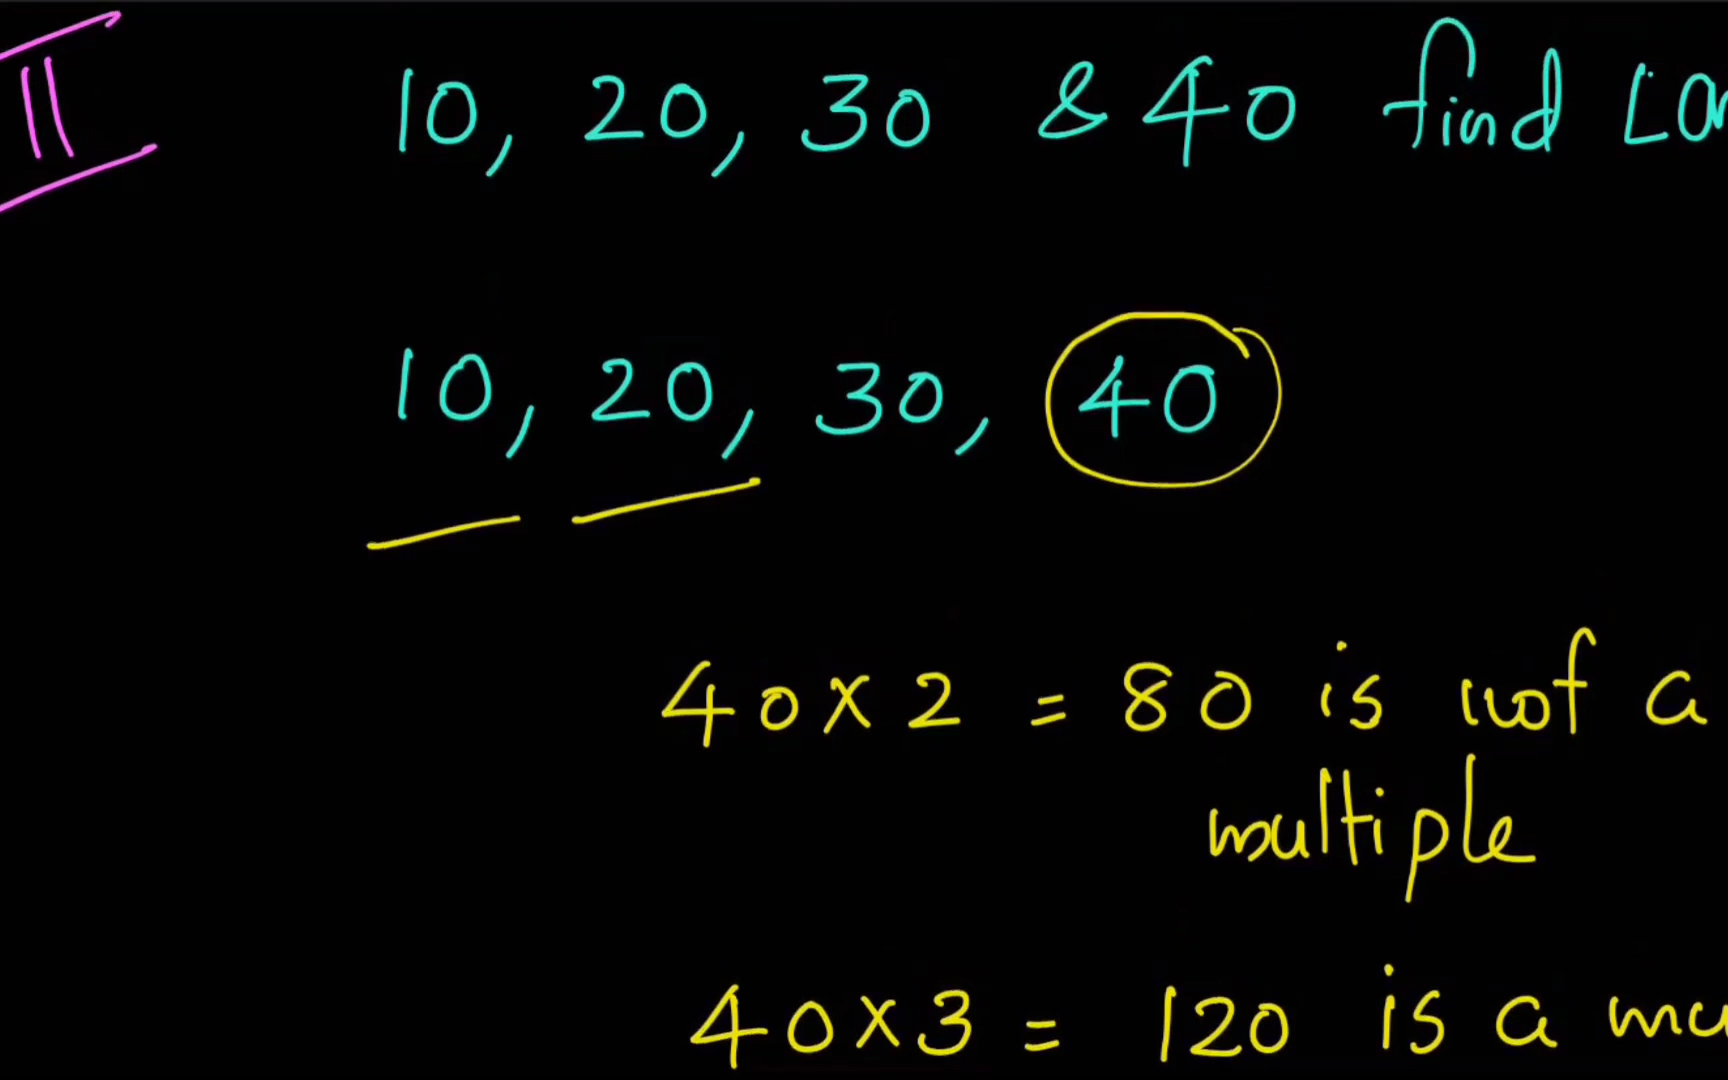 II 10, 20, 30 & 40 find
10, 20, 30, 40
40 × 2 = 80 is not a
multiple
40 × 3 = 120 is a